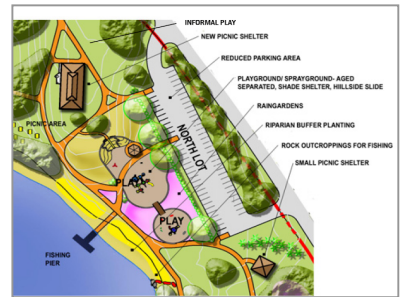 INFORMAL PLAY
NEW PICNIC SHELTER
REDUCED PARKING AREA
PLAYGROUND/ SPRAYGROUND- AGED
SEPARATED, SHADE SHELTER, HILLSIDE SLIDE
RAINGARDENS
RIPARIAN BUFFER PLANTING
ROCK OUTCROPPINGS FOR FISHING
SMALL PICNIC SHELTER
PICNIC AREA
NORTH LOT
PLAY
PLAY
FISHING
PIER